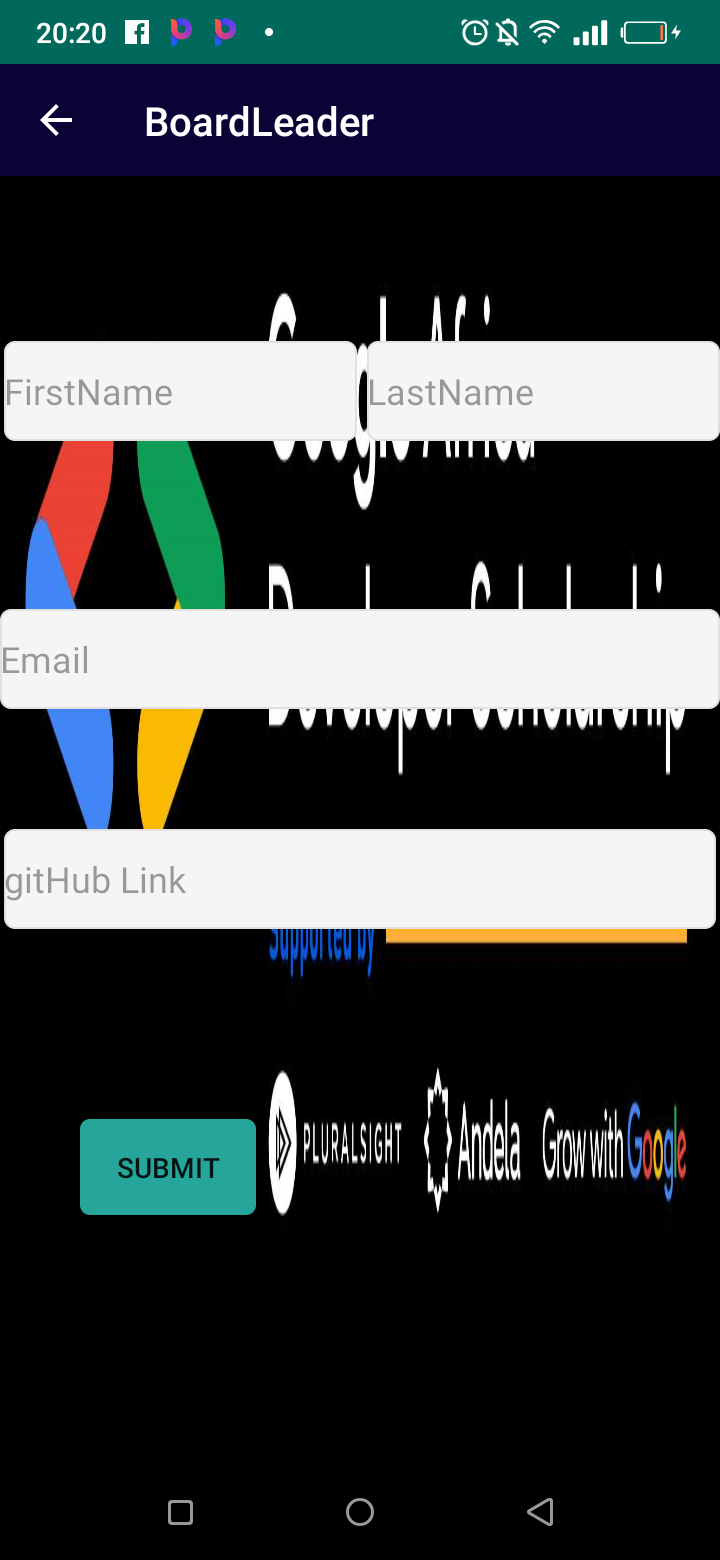 20:20
BoardLeader
Google Africa
FirstName
LastName
Developer Scholarship
Email
gitHub Link
Supported by
SUBMIT
PLURALSIGHT
Andela
Grow with Google